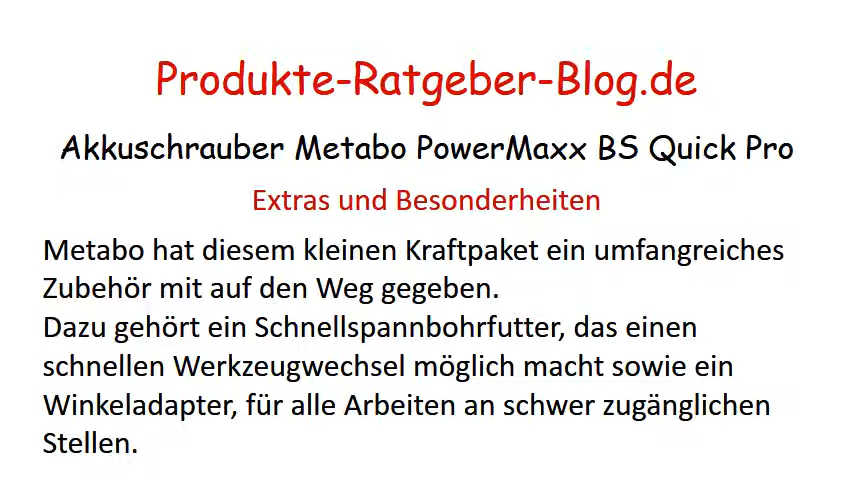 Produkte-Ratgeber-Blog.de
Akkuschrauber Metabo PowerMaxx BS Quick Pro
Extras und Besonderheiten
Metabo hat diesem kleinen Kraftpaket ein umfangreiches
Zubehör mit auf den Weg gegeben.
Dazu gehört ein Schnellspannbohrfutter, das einen
schnellen Werkzeugwechsel möglich macht sowie ein
Winkeladapter, für alle Arbeiten an schwer zugänglichen
Stellen.